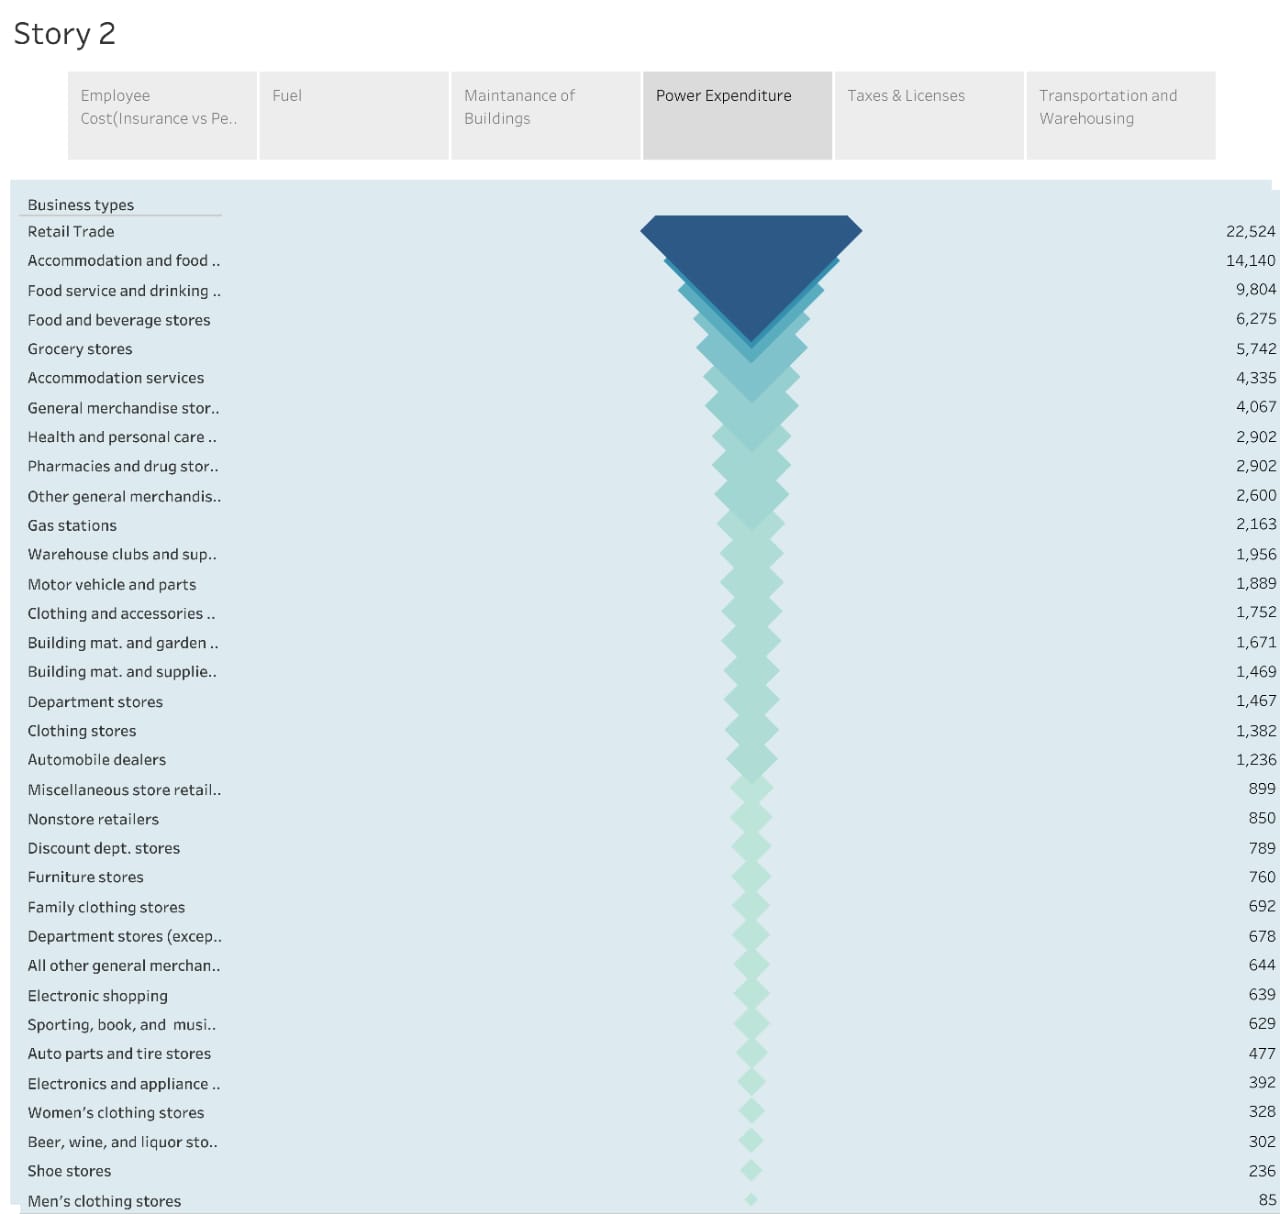 Story 2
Employee
Cost(Insurance vs Pe..
Fuel
Maintanance of
Buildings
Power Expenditure
Taxes & Licenses
Transportation and
Warehousing
Business types
Retail Trade 22,524
Accommodation and food .. 14,140
Food service and drinking .. 9,804
Food and beverage stores 6,275
Grocery stores 5,742
Accommodation services 4,335
General merchandise stor.. 4,067
Health and personal care .. 2,902
Pharmacies and drug stor.. 2,902
Other general merchandis.. 2,600
Gas stations 2,163
Warehouse clubs and sup.. 1,956
Motor vehicle and parts 1,889
Clothing and accessories .. 1,752
Building mat. and garden .. 1,671
Building mat. and supplie.. 1,469
Department stores 1,467
Clothing stores 1,382
Automobile dealers 1,236
Miscellaneous store retail.. 899
Nonstore retailers 850
Discount dept. stores 789
Furniture stores 760
Family clothing stores 692
Department stores (excep.. 678
All other general merchan.. 644
Electronic shopping 639
Sporting, book, and musi.. 629
Auto parts and tire stores 477
Electronics and appliance .. 392
Women's clothing stores 328
Beer, wine, and liquor sto.. 302
Shoe stores 236
Men's clothing stores 85